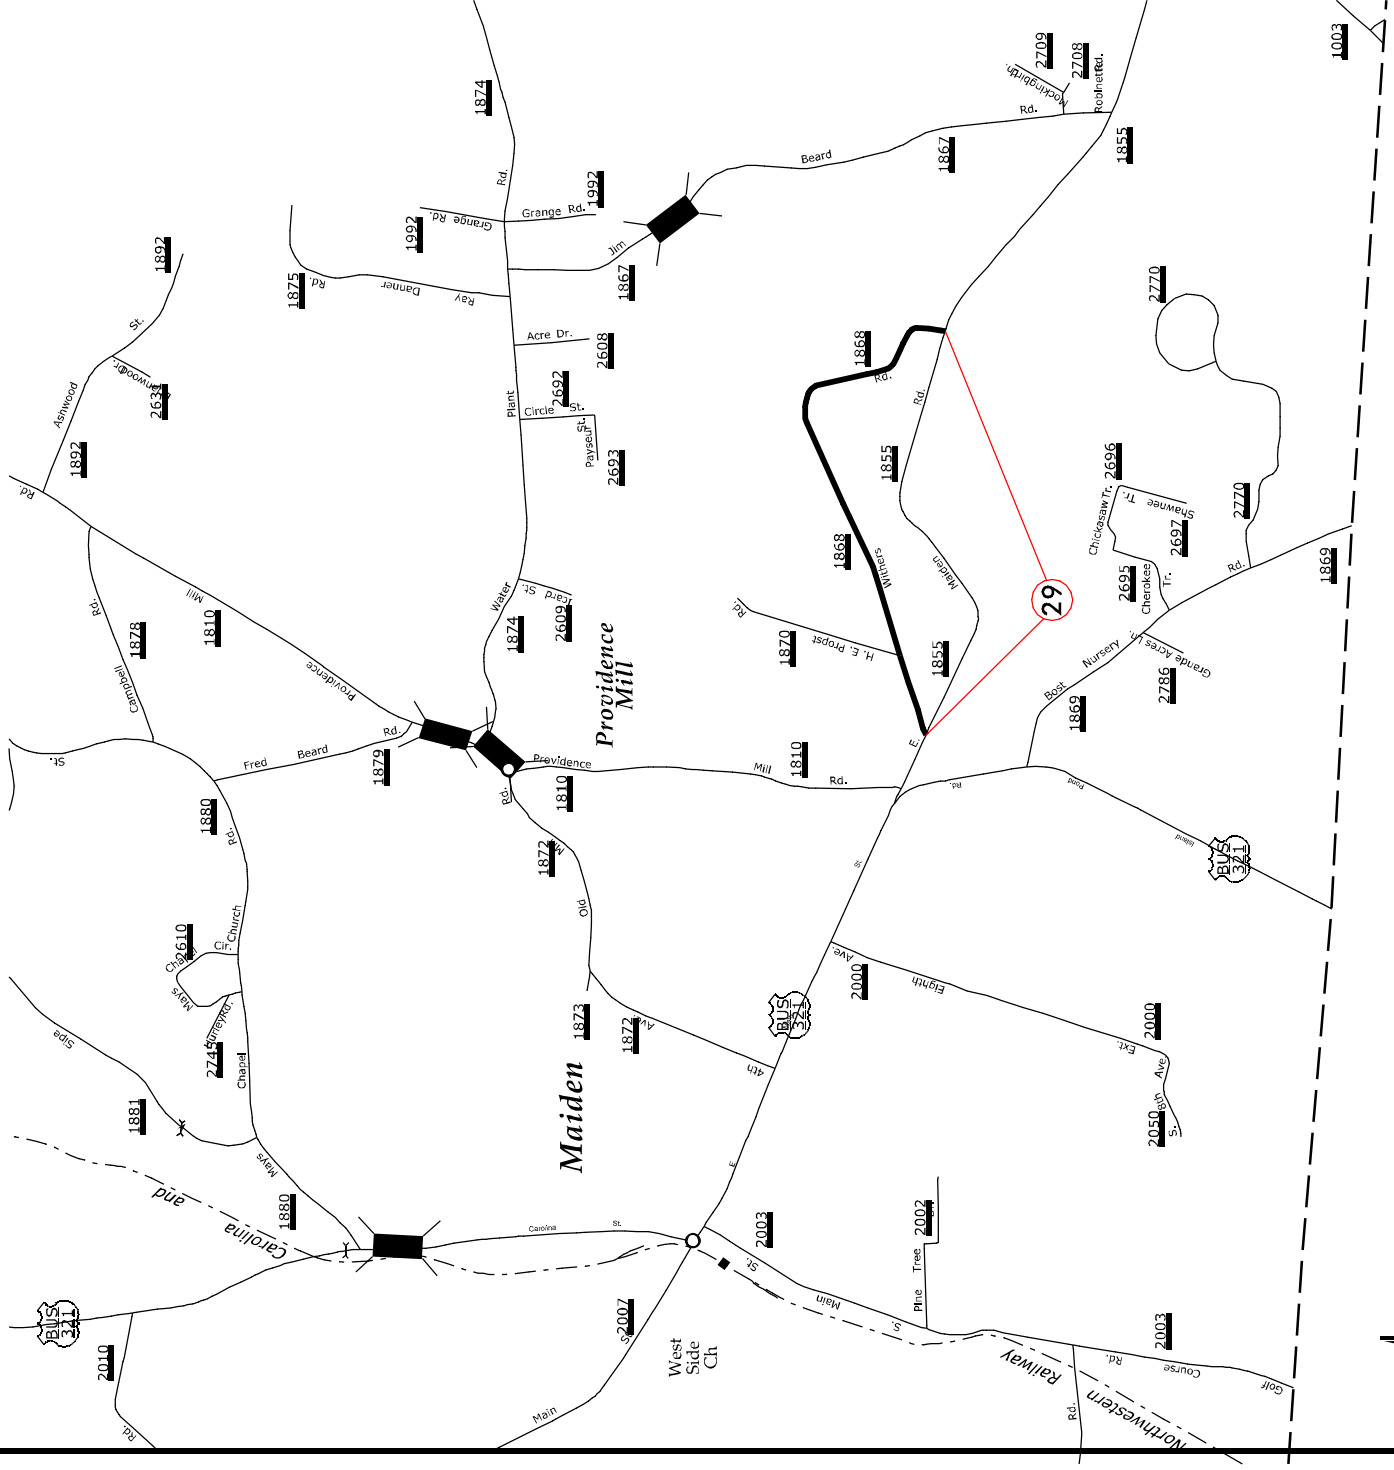 1874
Rd.
1992
Grange Rd.
Grange Rd.
1992
1892
St.
Ashwood
1892
2637
1875
Ray Danner Rd.
Jim
1867
Beard
1867
Rd.
Mockingbird
2709
2708
Robinette
Rd.
1003
1855
Acre Dr.
2608
2692
Circle St.
Payseur St.
2693
Plant
1868
Rd.
Rd.
1855
2770
2770
Rd.
Mill
1810
Providence
Rd.
1878
Campbell
Water
1874
Icard St.
2609
Providence
Mill
1868
Withers
Maiden
1855
Rd.
H. E. Propst
1870
29
Chickasaw Tr.
2696
Shawnee Tr.
2697
2695
Cherokee
Tr.
Rd.
1869
Nursery
Bost
1869
Grande Acres Ln.
2786
E.
St.
Fred Beard Rd.
1879
1880
Rd.
Providence
Mill
Rd.
1810
1810
Rd.
1872
Old
Rd.
Pond
Island
BUS
321
2610
Church
Cir.
Mays
Rd.
2745
Chapel
Mays
1880
Sipe
1881
1873
1872
Ave.
4th
Maiden
BUS
321
Ave.
2000
Eighth
2000
Ext.
Ave
8th
S.
2050
and
Carolina
Carolina
St.
E
2003
St.
Main
S.
2002
Pine Tree
BUS
321
2010
Rd.
2007
St.
Main
West
Side
Ch
2003
Golf Course Rd.
Railway
Northwestern
Rd.